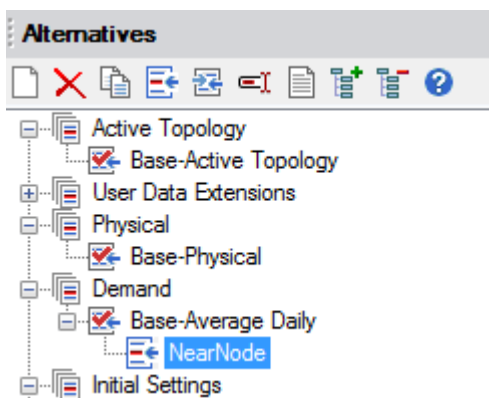 Alternatives
Active Topology
Base-Active Topology
User Data Extensions
Physical
Base-Physical
Demand
Base-Average Daily
NearNode
Initial Settings